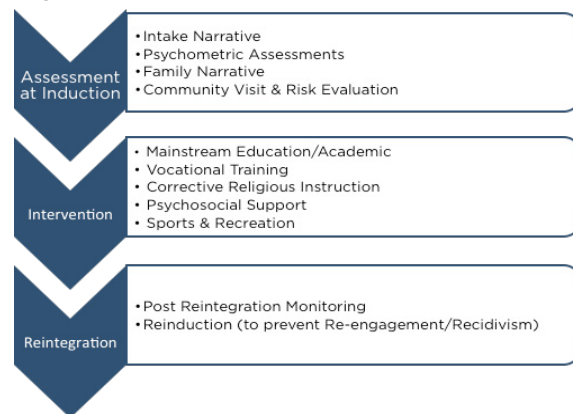 Assessment
at Induction
• Intake Narrative
• Psychometric Assessments
• Family Narrative
• Community Visit & Risk Evaluation
Intervention
• Mainstream Education/Academic
• Vocational Training
• Corrective Religious Instruction
• Psychosocial Support
• Sports & Recreation
Reintegration
• Post Reintegration Monitoring
• Reinduction (to prevent Re-engagement/Recidivism)